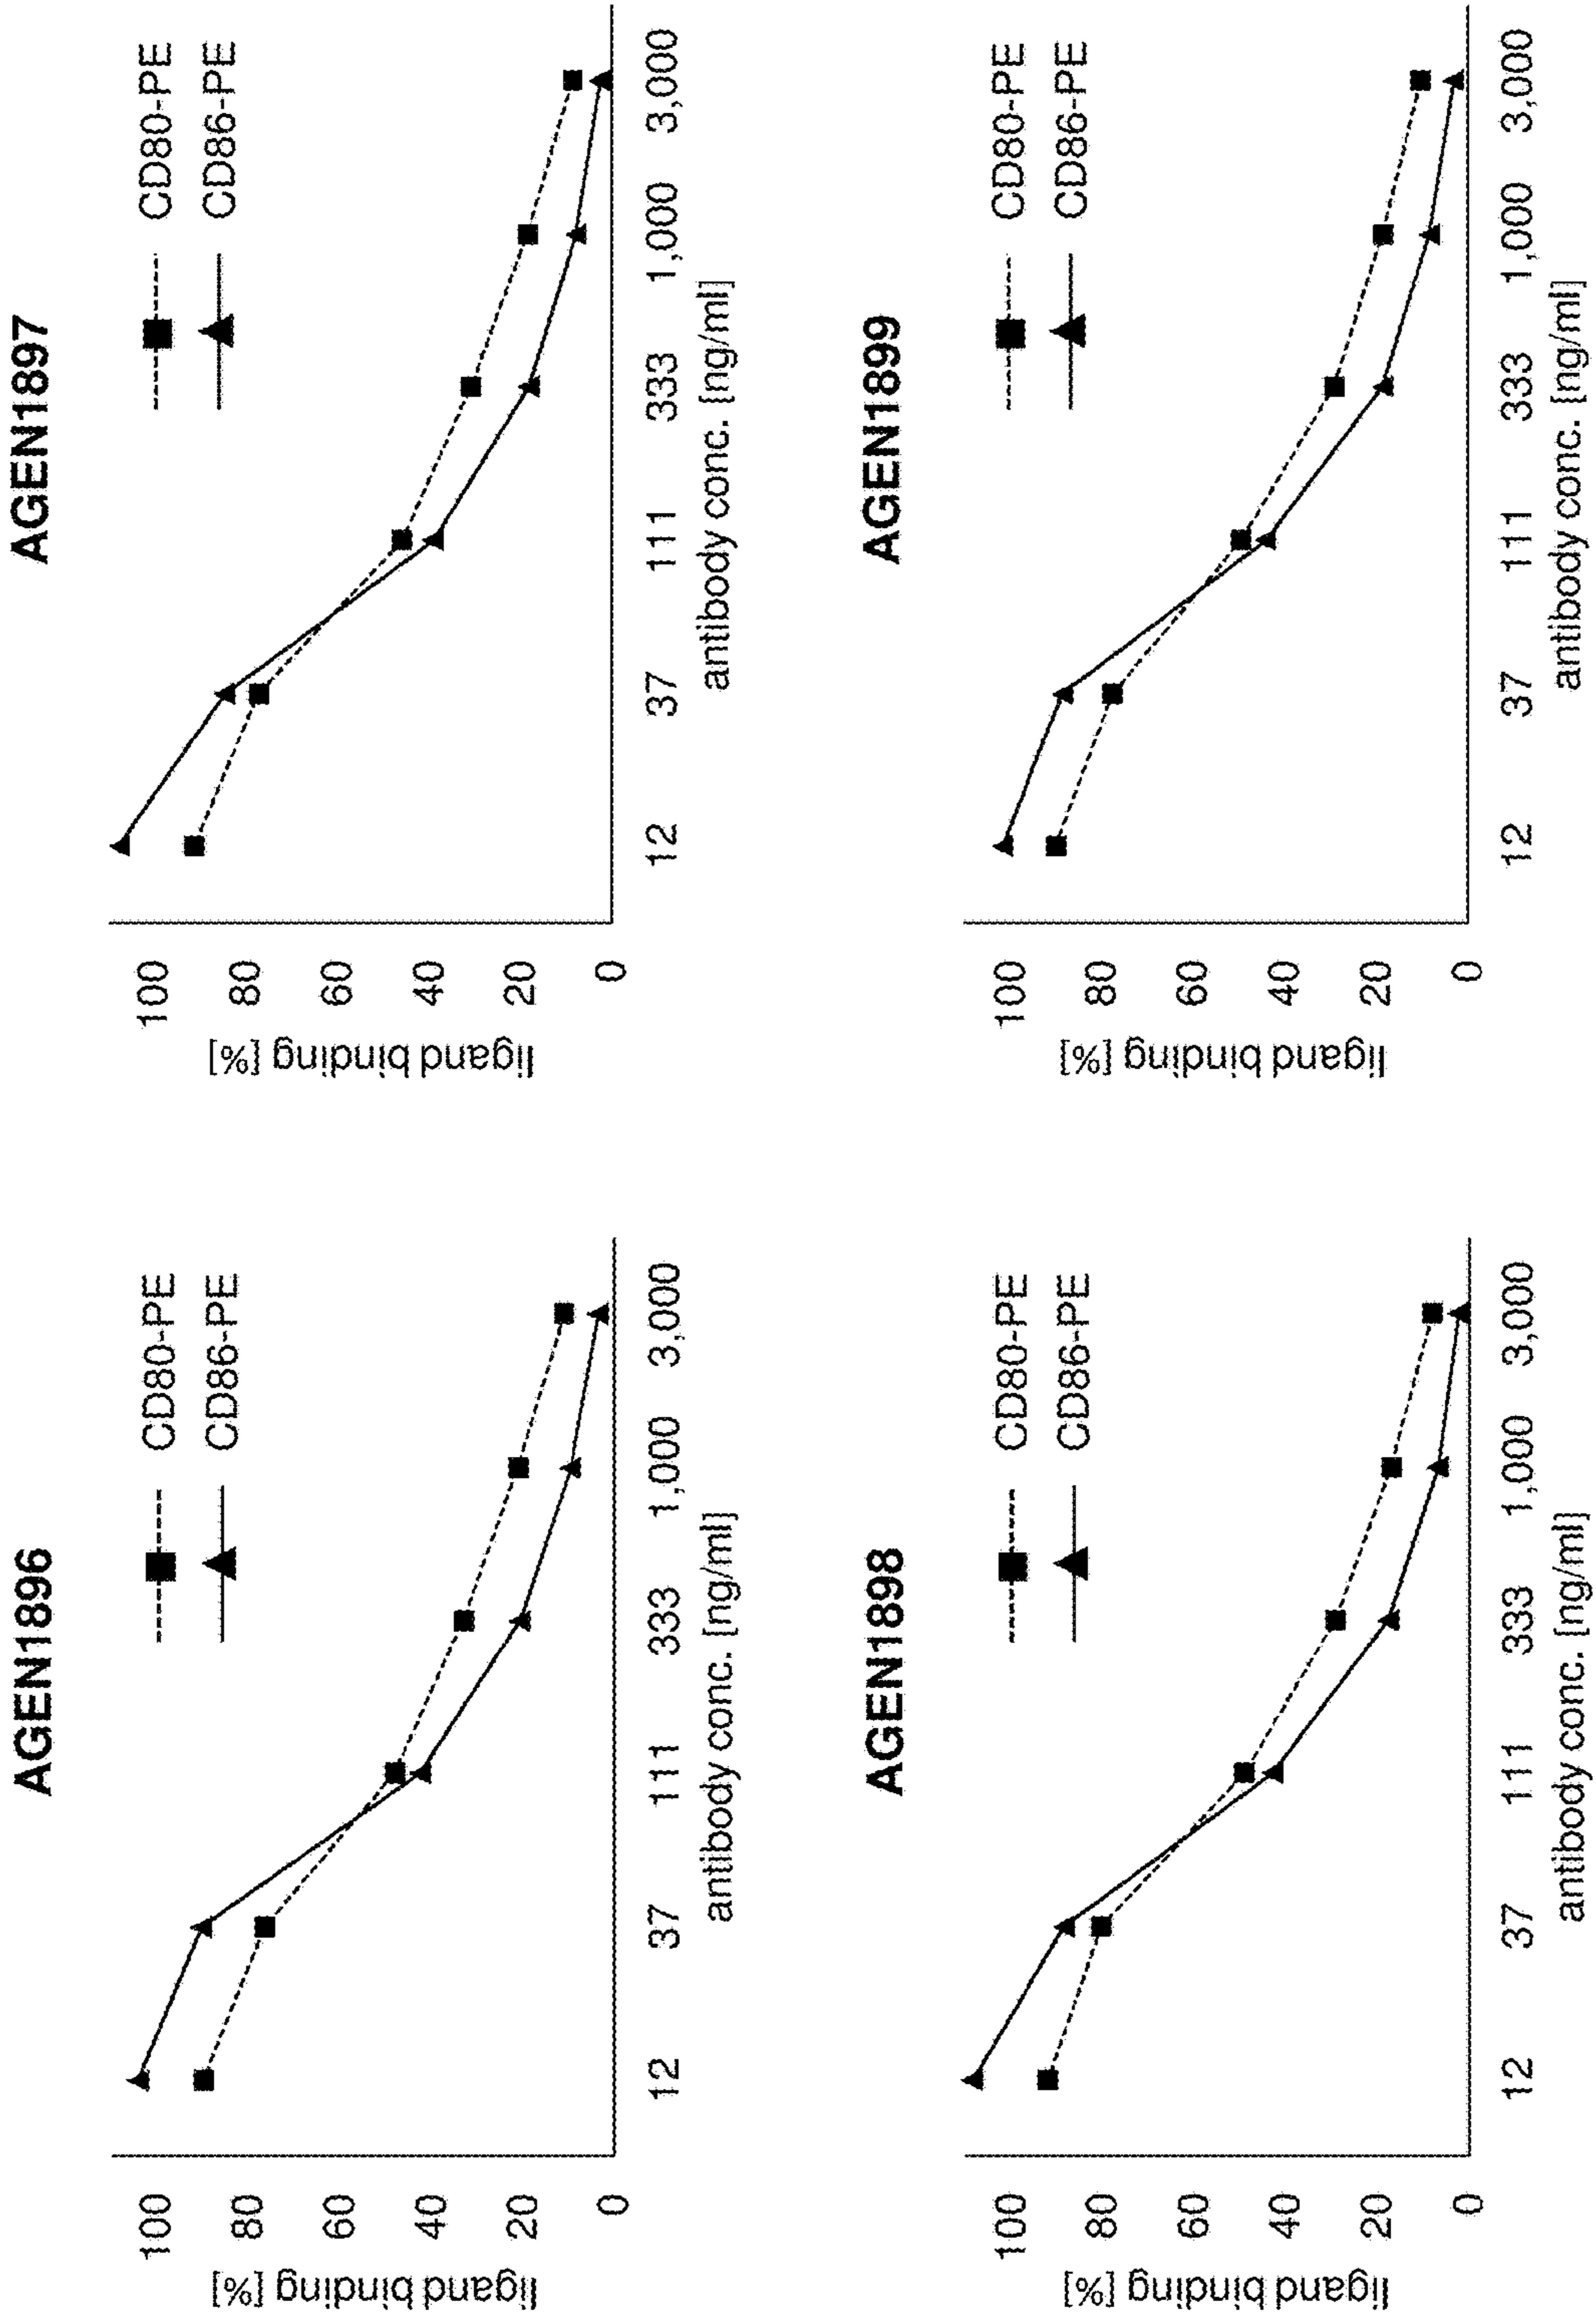 AGEN1896
ligand binding [%]
100
80
60
40
20
0
CD80-PE
CD86-PE
12 37 111 333 1,000 3,000
antibody conc. [ng/ml]
AGEN1897
ligand binding [%]
100
80
60
40
20
0
CD80-PE
CD86-PE
12 37 111 333 1,000 3,000
antibody conc. [ng/ml]
AGEN1898
ligand binding [%]
100
80
60
40
20
0
CD80-PE
CD86-PE
12 37 111 333 1,000 3,000
antibody conc. [ng/ml]
AGEN1899
ligand binding [%]
100
80
60
40
20
0
CD80-PE
CD86-PE
12 37 111 333 1,000 3,000
antibody conc. [ng/ml]